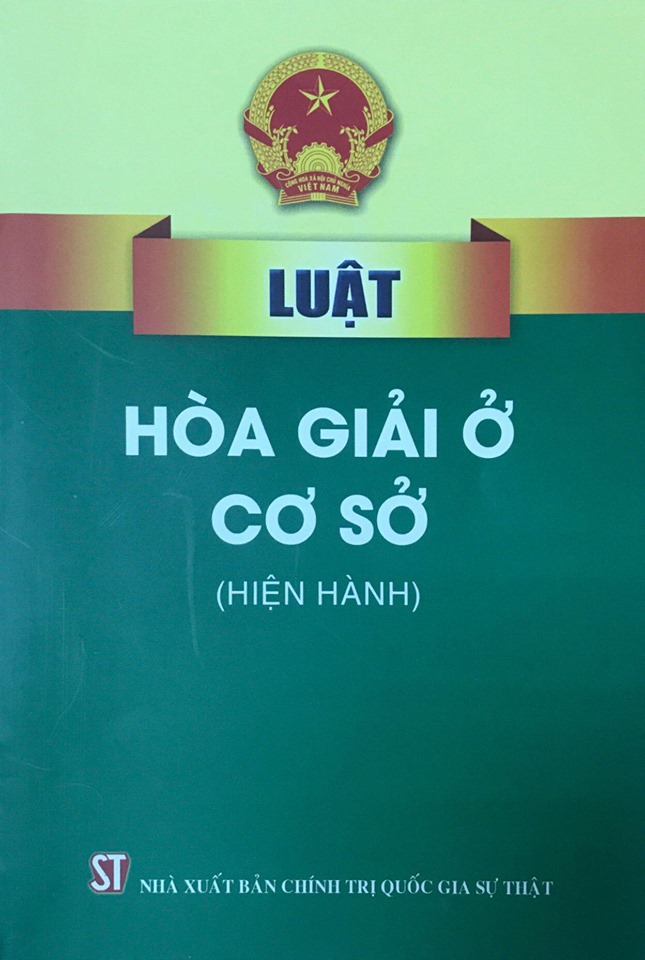 CỘNG HÒA XÃ HỘI CHỦ NGHĨA
VIỆT NAM
LUẬT
HÒA GIẢI Ở
CƠ SỞ
(HIỆN HÀNH)
ST
NHÀ XUẤT BẢN CHÍNH TRỊ QUỐC GIA SỰ THẬT